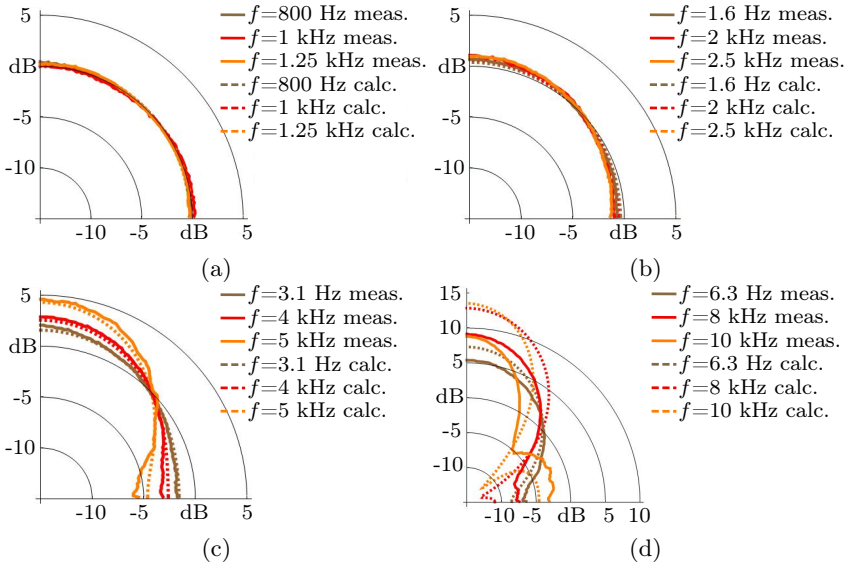 5
dB
-5
-10
-10 -5 dB 5
f=800 Hz meas.
f=1 kHz meas.
f=1.25 kHz meas.
f=800 Hz calc.
f=1 kHz calc.
f=1.25 kHz calc.
(a)
5
dB
-5
-10
-10 -5 dB 5
f=1.6 Hz meas.
f=2 kHz meas.
f=2.5 kHz meas.
f=1.6 Hz calc.
f=2 kHz calc.
f=2.5 kHz calc.
(b)
5
dB
-5
-10
-10 -5 dB 5
f=3.1 Hz meas.
f=4 kHz meas.
f=5 kHz meas.
f=3.1 Hz calc.
f=4 kHz calc.
f=5 kHz calc.
(c)
15
10
5
dB
-5
-10
-10 -5 dB 5 10
f=6.3 Hz meas.
f=8 kHz meas.
f=10 kHz meas.
f=6.3 Hz calc.
f=8 kHz calc.
f=10 kHz calc.
(d)